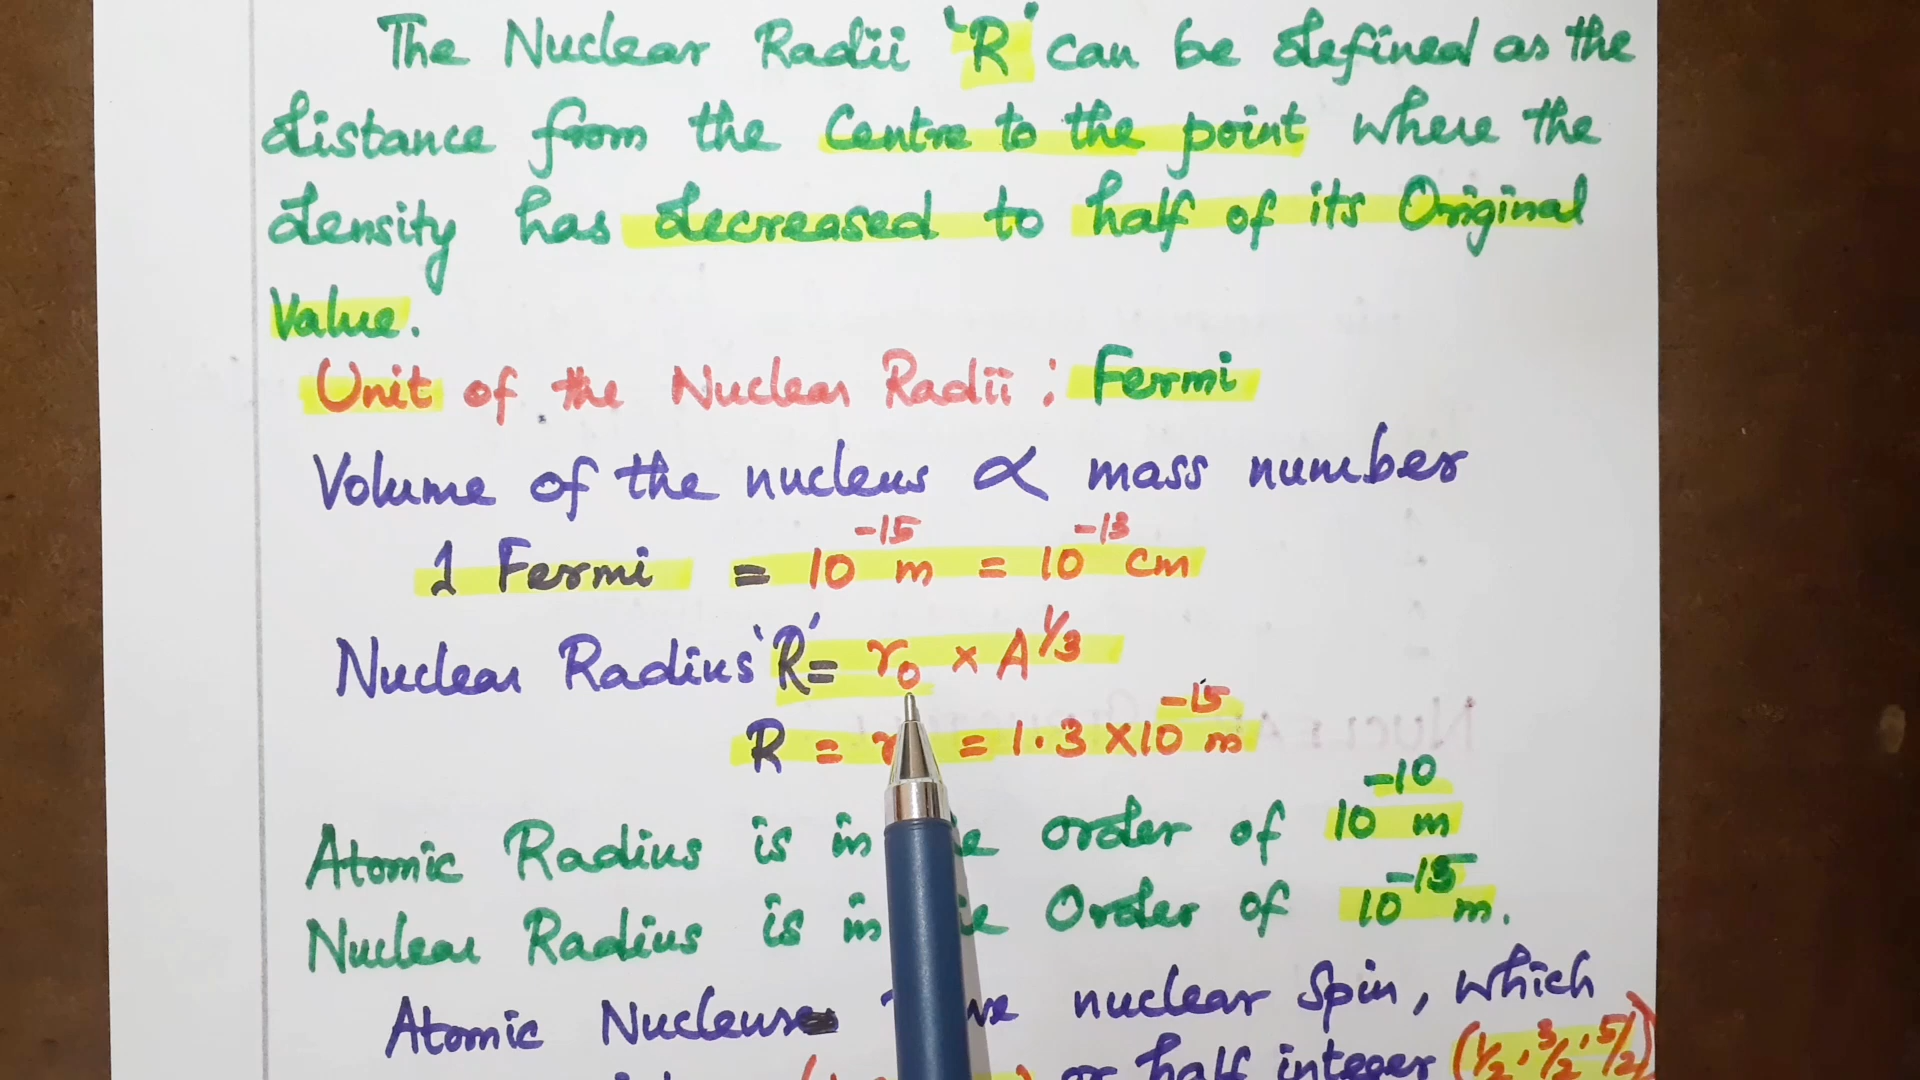 The Nuclear Radii 'R' can be defined as the
distance from the Centre to the point where the
density has decreased to half of its Original
Value.
Unit of the Nuclear Radii : Fermi
Volume of the nucleus ∝ mass number
1 Fermi = 10⁻¹⁵ m = 10⁻¹³ cm
Nuclear Radius 'R' = r₀ × A^1/3
R = r = 1.3 × 10⁻¹⁵ m
Atomic Radius is in order of 10⁻¹⁰ m
Nuclear Radius is in Order of 10⁻¹⁵ m.
Atomic Nucleus nuclear spin, which
or half integer (1/2, 3/2, 5/2)